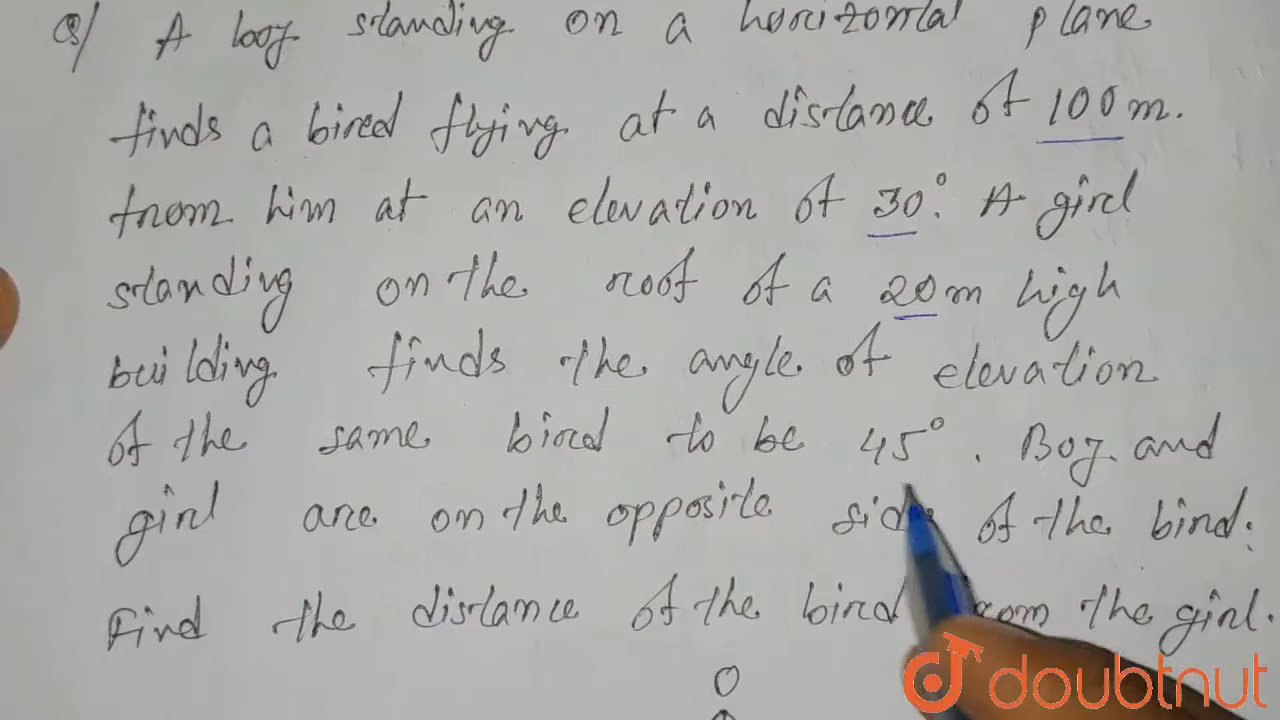 Q/ A boy standing on a horizontal plane
finds a bird flying at a distance of 100 m.
from him at an elevation of 30°. A girl
standing on the roof of a 20 m high
building finds the angle of elevation
of the same bird to be 45°. Boy and
girl are on the opposite side of the bird.
Find the distance of the bird from the girl.
doubtnut